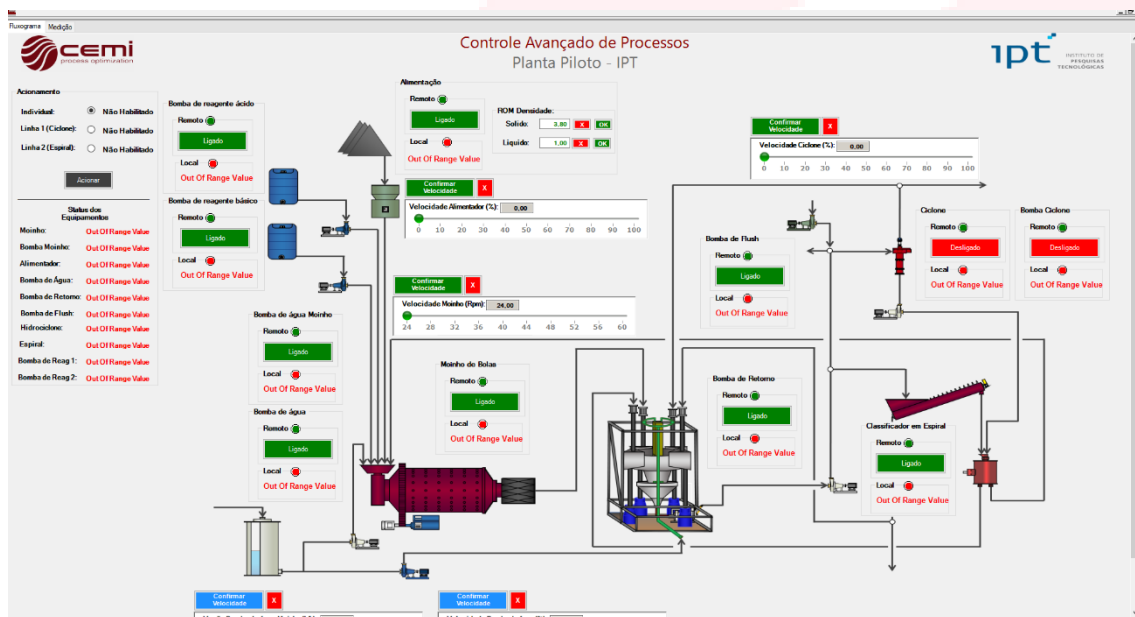 Fluxograma Medição
cemi
process optimization
Controle Avançado de Processos
Planta Piloto - IPT
ipt
INSTITUTO DE
PESQUISAS
TECNOLÓGICAS
Acionamento
Individual: Não Habilitado
Linha 1 (Ciclone): Não Habilitado
Linha 2 (Espiral): Não Habilitado
Acionar
Status dos
Equipamentos
Moinho: Out Of Range Value
Bomba Moinho: Out Of Range Value
Alimentador: Out Of Range Value
Bomba de Água: Out Of Range Value
Bomba de Retorno: Out Of Range Value
Bomba de Flush: Out Of Range Value
Hidrociclone: Out Of Range Value
Espiral: Out Of Range Value
Bomba de Reag 1: Out Of Range Value
Bomba de Reag 2: Out Of Range Value
Bomba de reagente ácido
Remoto
Ligado
Local
Out Of Range Value
Bomba de reagente básico
Remoto
Ligado
Local
Out Of Range Value
Alimentação
Remoto
Ligado
Local
Out Of Range Value
ROM Densidade:
Solido: 3,80 X OK
Liquido: 1,00 X OK
Confirmar
Velocidade
X
Velocidade Alimentador (%): 0,00
0 10 20 30 40 50 60 70 80 90 100
Confirmar
Velocidade
X
Velocidade Ciclone (%): 0,00
0 10 20 30 40 50 60 70 80 90 100
Confirmar
Velocidade
X
Velocidade Moinho (Rpm): 24,00
24 28 32 36 40 44 48 52 56 60
Bomba de Flush
Remoto
Ligado
Local
Out Of Range Value
Ciclone
Remoto
Desligado
Local
Out Of Range Value
Bomba Ciclone
Remoto
Desligado
Local
Out Of Range Value
Bomba de água Moinho
Remoto
Ligado
Local
Out Of Range Value
Moinho de Bolas
Remoto
Ligado
Local
Out Of Range Value
Bomba de Retorno
Remoto
Ligado
Local
Out Of Range Value
Bomba de água
Remoto
Ligado
Local
Out Of Range Value
Classificador em Espiral
Remoto
Ligado
Local
Out Of Range Value
Confirmar
Velocidade
X
Confirmar
Velocidade
X